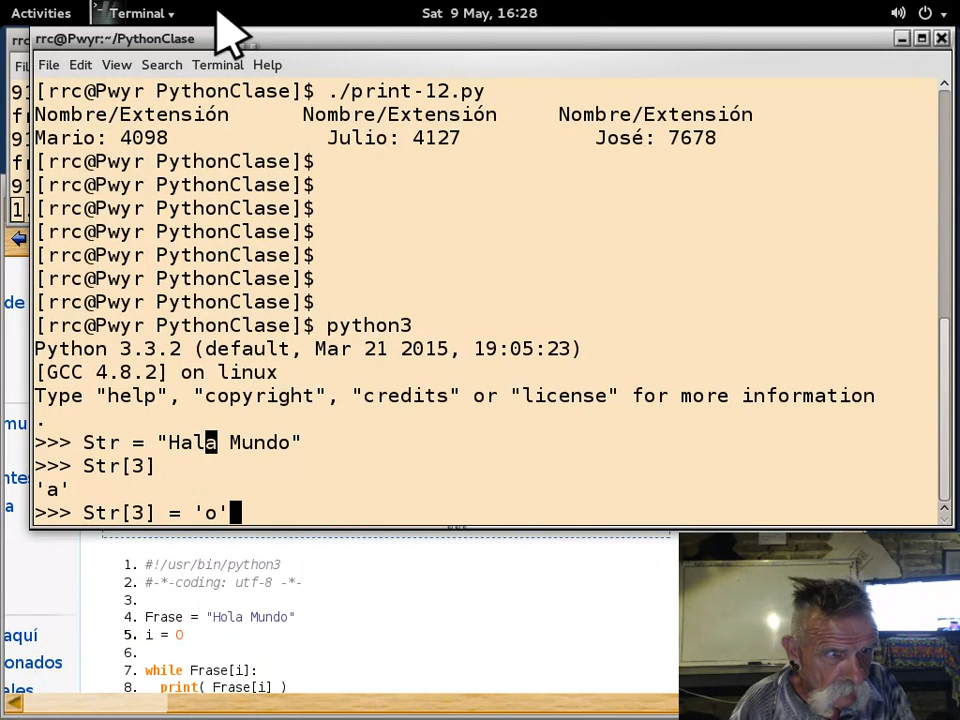 Activities
Terminal
Sat 9 May, 16:28
rrc
rrc@Pwyr:~/PythonClase
File Edit View Search Terminal Help
[rrc@Pwyr PythonClase]$ ./print-12.py
Nombre/Extensión Nombre/Extensión Nombre/Extensión
Mario: 4098 Julio: 4127 José: 7678
[rrc@Pwyr PythonClase]$
[rrc@Pwyr PythonClase]$
[rrc@Pwyr PythonClase]$
[rrc@Pwyr PythonClase]$
[rrc@Pwyr PythonClase]$
[rrc@Pwyr PythonClase]$
[rrc@Pwyr PythonClase]$
[rrc@Pwyr PythonClase]$ python3
Python 3.3.2 (default, Mar 21 2015, 19:05:23)
[GCC 4.8.2] on linux
Type "help", "copyright", "credits" or "license" for more information
.
>>> Str = "Hala Mundo"
>>> Str[3]
'a'
>>> Str[3] = 'o'
de
aquí
1. #!/usr/bin/python3
2. #-*-coding: utf-8 -*-
3.
4. Frase = "Hola Mundo"
5. i = 0
6.
7. while Frase[i]:
8. print( Frase[i] )